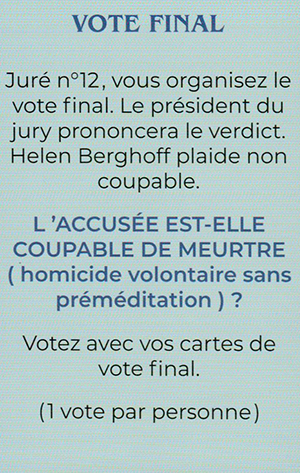 VOTE FINAL
Juré n°12, vous organisez le
vote final. Le président du
jury prononcera le verdict.
Helen Berghoff plaide non
coupable.
L ’ACCUSÉE EST-ELLE
COUPABLE DE MEURTRE
( homicide volontaire sans
préméditation ) ?
Votez avec vos cartes de
vote final.
(1 vote par personne)